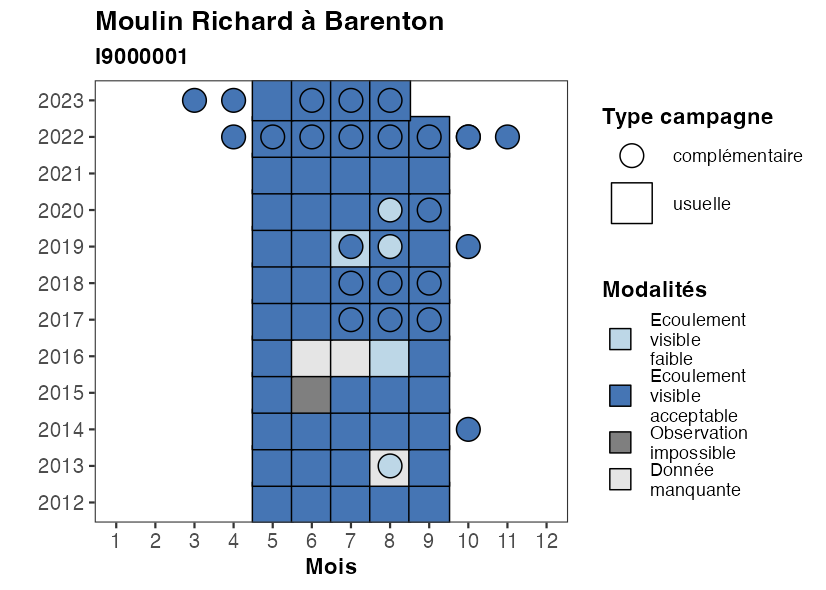 Moulin Richard à Barenton
I9000001
2023
2022
2021
2020
2019
2018
2017
2016
2015
2014
2013
2012
1 2 3 4 5 6 7 8 9 10 11 12
Mois
Type campagne
complémentaire
usuelle
Modalités
Ecoulement
visible
faible
Ecoulement
visible
acceptable
Observation
impossible
Donnée
manquante